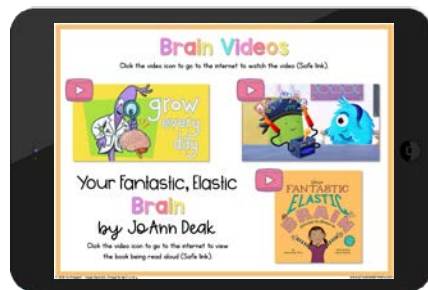 Brain Videos
Click the video icon to go to the internet to watch the video (Safe link).
grow
every
day
Your Fantastic, Elastic
Brain
by JoAnn Deak
Click the video icon to go to the internet to view
the book being read aloud (Safe link).
Your
FANTASTIC
ELASTIC
BRAIN